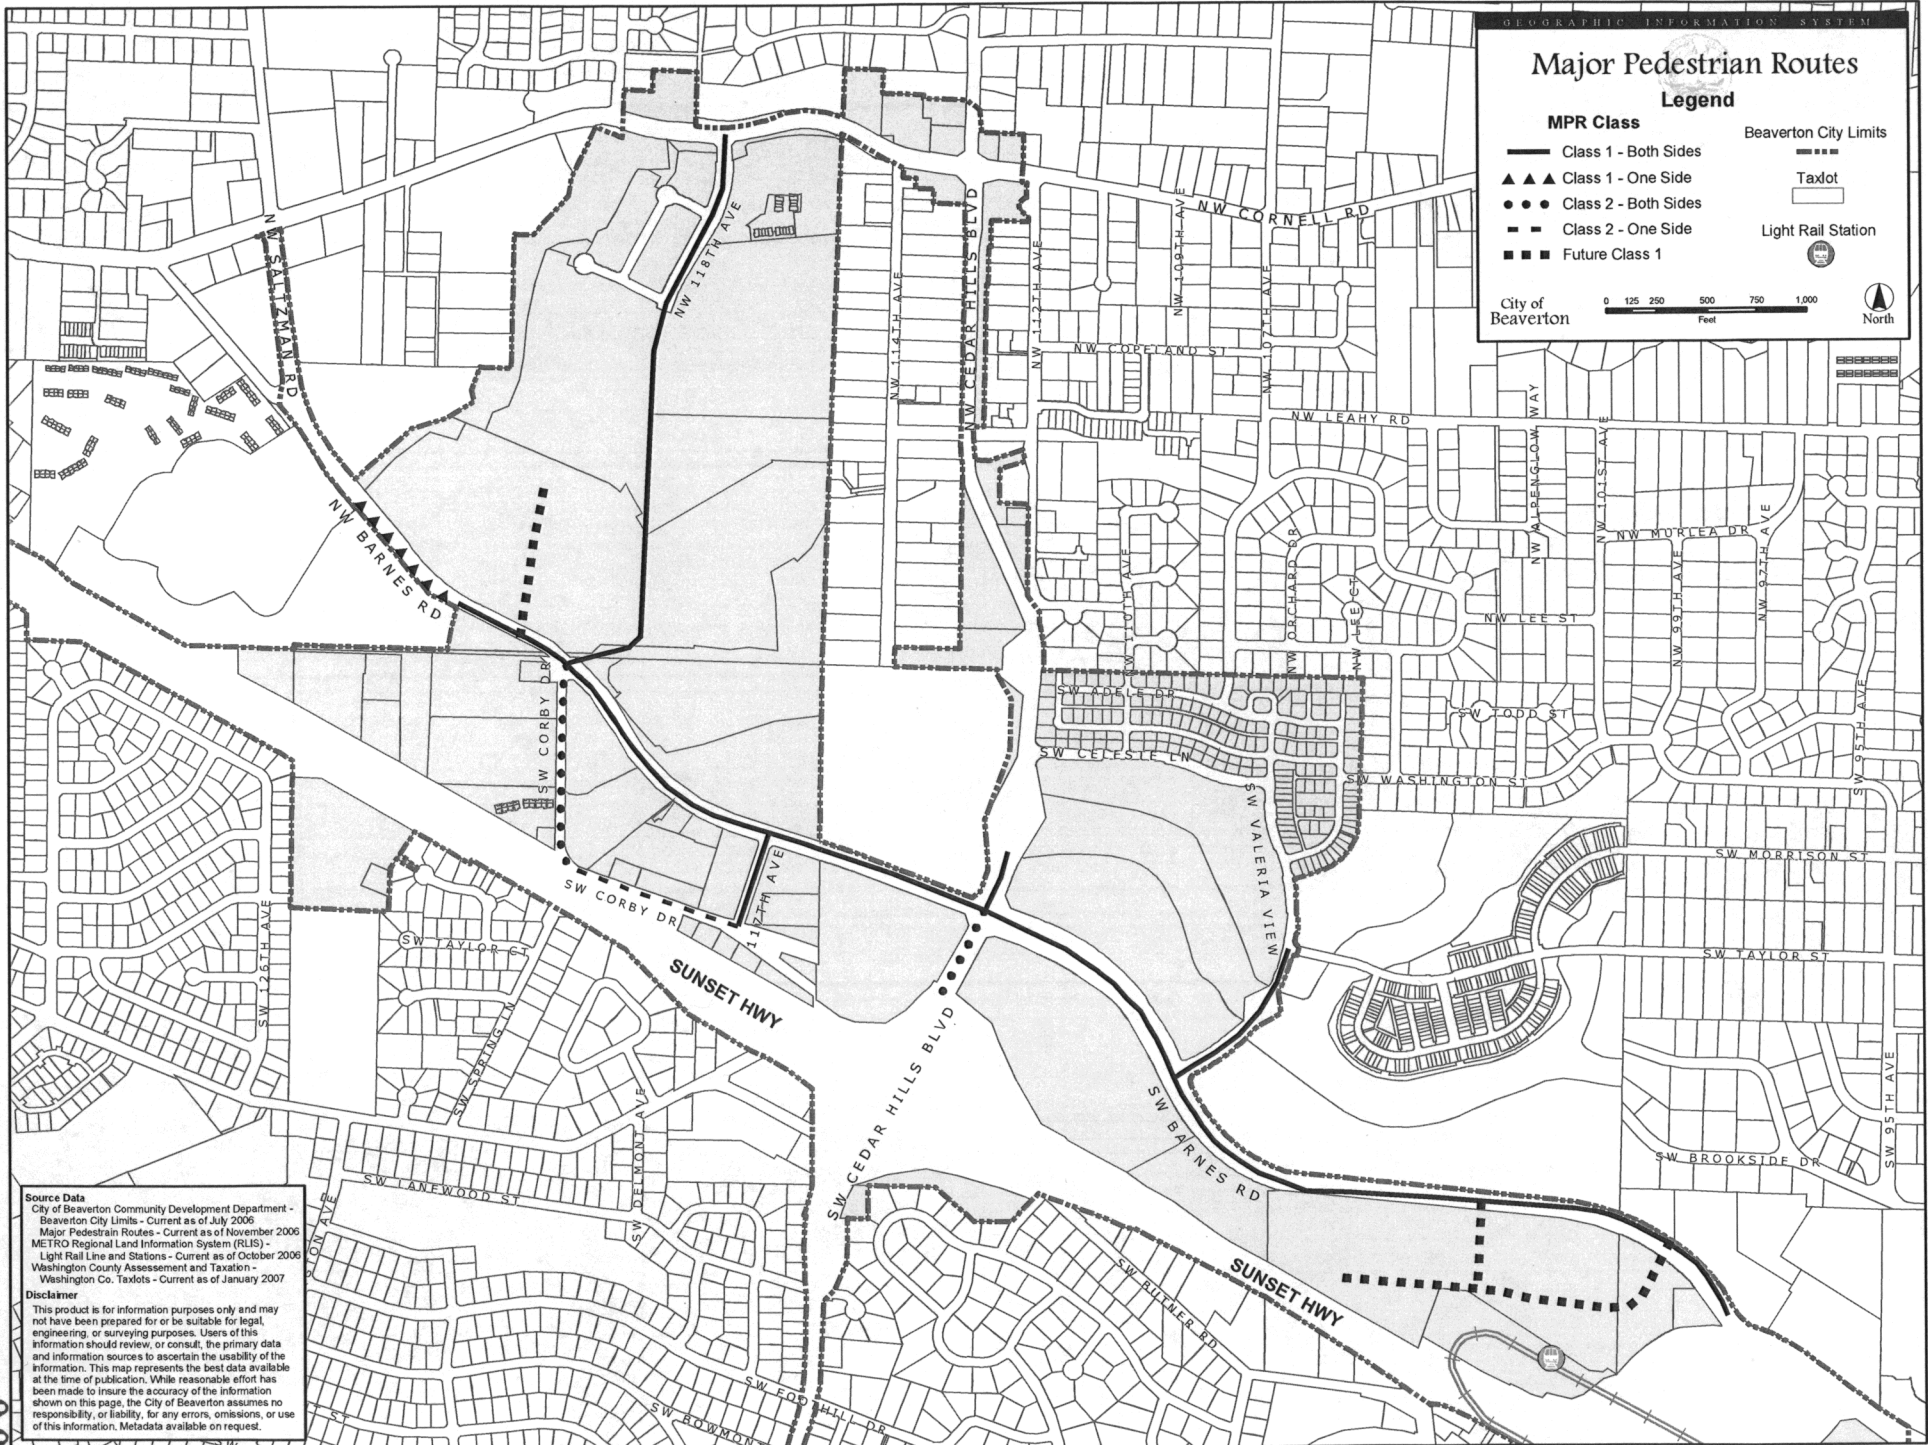 GEOGRAPHIC INFORMATION SYSTEM
Major Pedestrian Routes
Legend
MPR Class
Class 1 - Both Sides
Class 1 - One Side
Class 2 - Both Sides
Class 2 - One Side
Future Class 1
Beaverton City Limits
Taxlot
Light Rail Station
City of
Beaverton
0 125 250 500 750 1,000
Feet
North
NW CORNELL RD
NW SALTZMAN RD
NW 118TH AVE
NW 114TH AVE
NW CEDAR HILLS BLVD
NW 112TH AVE
NW 109TH AVE
NW 107TH AVE
NW COPELAND ST
NW LEAHY RD
NW ALPENGLOW WAY
NW 101ST AVE
NW MORLEA DR
NW 97TH AVE
NW 99TH AVE
NW BARNES RD
NW 110TH AVE
NW ORCHARD DR
NW LEE CT
NW LEE ST
SW CORBY DR
SW ADELE DR
SW TODD ST
SW 95TH AVE
SW CELESLE LN
SW WASHINGTON ST
SW VALERIA VIEW
SW MORRISON ST
SW CORBY DR
117TH AVE
SW TAYLOR CT
SW 126TH AVE
SW TAYLOR ST
SUNSET HWY
SW SPRING LN
SW CEDAR HILLS BLVD
SW BARNES RD
SW 95TH AVE
SW BROOKSIDE DR
SW DELMONT AVE
SW LANEWOOD ST
SUNSET HWY
SW BUTNER RD
SW FOOTHILL DR
SW BOWMON
ON AVE
ST
Source Data
City of Beaverton Community Development Department -
Beaverton City Limits - Current as of July 2006
Major Pedestrain Routes - Current as of November 2006
METRO Regional Land Information System (RLIS) -
Light Rail Line and Stations - Current as of October 2006
Washington County Assessement and Taxation -
Washington Co. Taxlots - Current as of January 2007
Disclaimer
This product is for information purposes only and may
not have been prepared for or be suitable for legal,
engineering, or surveying purposes. Users of this
information should review, or consult, the primary data
and information sources to ascertain the usability of the
information. This map represents the best data available
at the time of publication. While reasonable effort has
been made to insure the accuracy of the information
shown on this page, the City of Beaverton assumes no
responsibility, or liability, for any errors, omissions, or use
of this information. Metadata available on request.